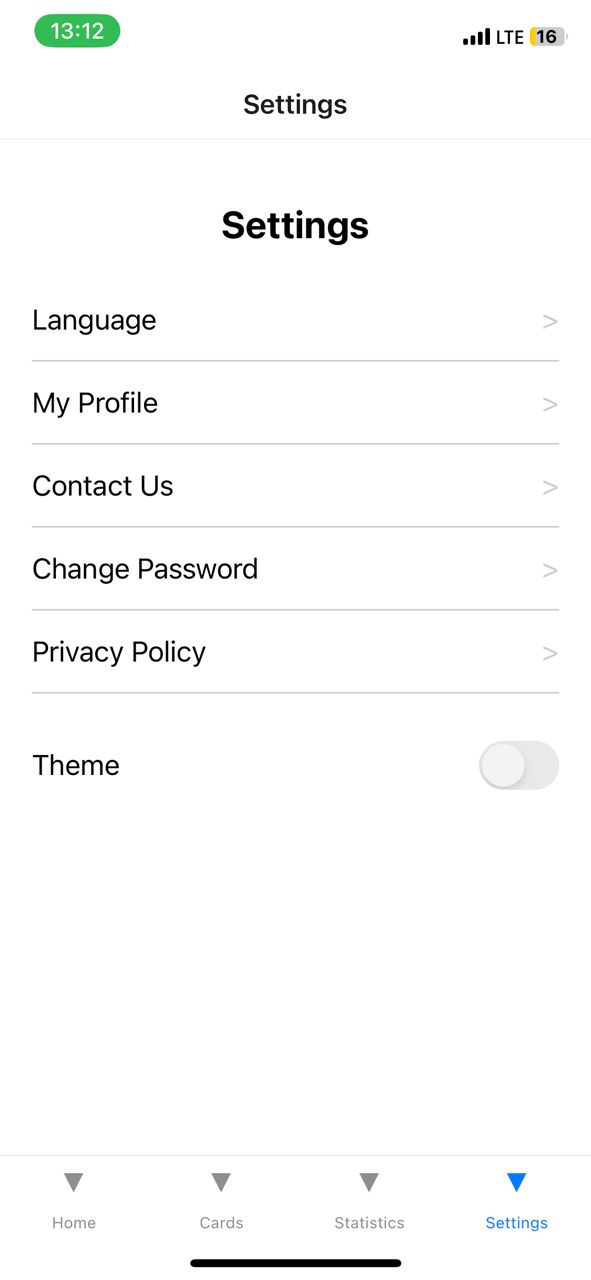 13:12
LTE 16
Settings
Settings
Language >
My Profile >
Contact Us >
Change Password >
Privacy Policy >
Theme
Home Cards Statistics Settings